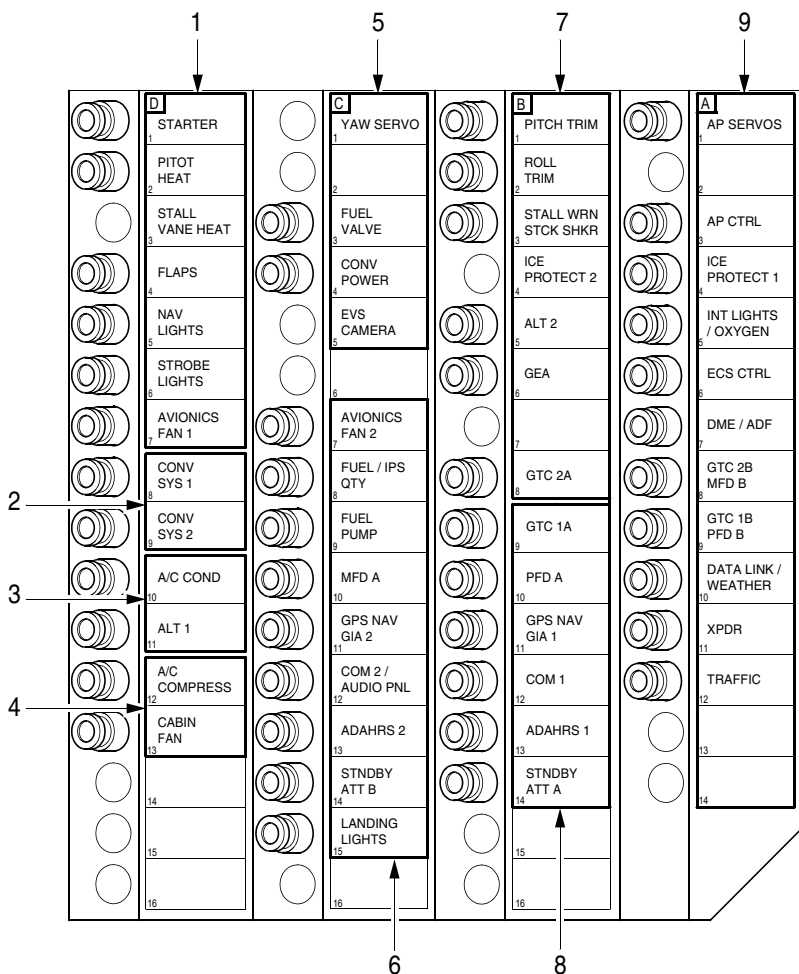 1
5
7
9
D
STARTER
1
PITOT
HEAT
2
STALL
VANE HEAT
3
FLAPS
4
NAV
LIGHTS
5
STROBE
LIGHTS
6
AVIONICS
FAN 1
7
CONV
SYS 1
8
CONV
SYS 2
9
A/C COND
10
ALT 1
11
A/C
COMPRESS
12
CABIN
FAN
13
14
15
16
2
3
4
C
YAW SERVO
1
2
FUEL
VALVE
3
CONV
POWER
4
EVS
CAMERA
5
6
AVIONICS
FAN 2
7
FUEL / IPS
QTY
8
FUEL
PUMP
9
MFD A
10
GPS NAV
GIA 2
11
COM 2 /
AUDIO PNL
12
ADAHRS 2
13
STNDBY
ATT B
14
LANDING
LIGHTS
15
16
6
B
PITCH TRIM
1
ROLL
TRIM
2
STALL WRN
STCK SHKR
3
ICE
PROTECT 2
4
ALT 2
5
GEA
6
7
GTC 2A
8
GTC 1A
9
PFD A
10
GPS NAV
GIA 1
11
COM 1
12
ADAHRS 1
13
STNDBY
ATT A
14
15
16
8
A
AP SERVOS
1
2
AP CTRL
3
ICE
PROTECT 1
4
INT LIGHTS
/ OXYGEN
5
ECS CTRL
6
DME / ADF
7
GTC 2B
MFD B
8
GTC 1B
PFD B
9
DATA LINK /
WEATHER
10
XPDR
11
TRAFFIC
12
13
14